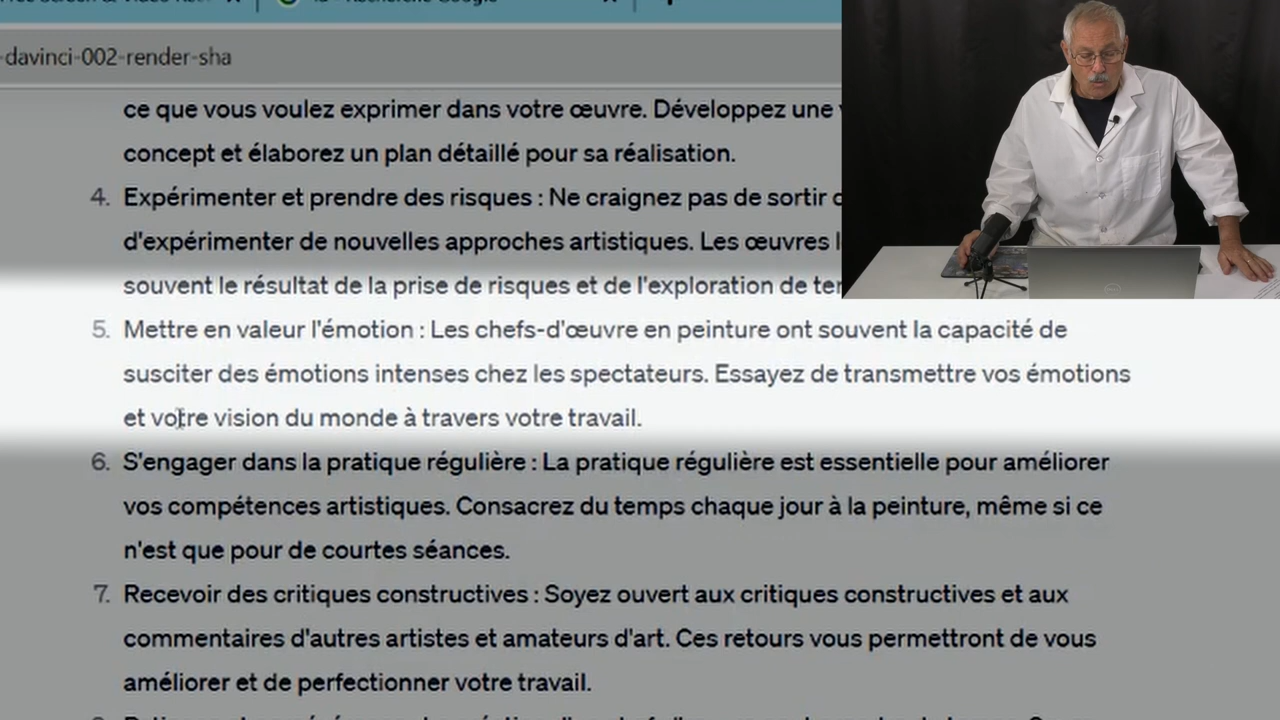 -davinci-002-render-sha
ce que vous voulez exprimer dans votre œuvre. Développez une
concept et élaborez un plan détaillé pour sa réalisation.
4. Expérimenter et prendre des risques : Ne craignez pas de sortir
d'expérimenter de nouvelles approches artistiques. Les œuvres
souvent le résultat de la prise de risques et de l'exploration de
5. Mettre en valeur l'émotion : Les chefs-d'œuvre en peinture ont souvent la capacité de
susciter des émotions intenses chez les spectateurs. Essayez de transmettre vos émotions
et votre vision du monde à travers votre travail.
6. S'engager dans la pratique régulière : La pratique régulière est essentielle pour améliorer
vos compétences artistiques. Consacrez du temps chaque jour à la peinture, même si ce
n'est que pour de courtes séances.
7. Recevoir des critiques constructives : Soyez ouvert aux critiques constructives et aux
commentaires d'autres artistes et amateurs d'art. Ces retours vous permettront de vous
améliorer et de perfectionner votre travail.